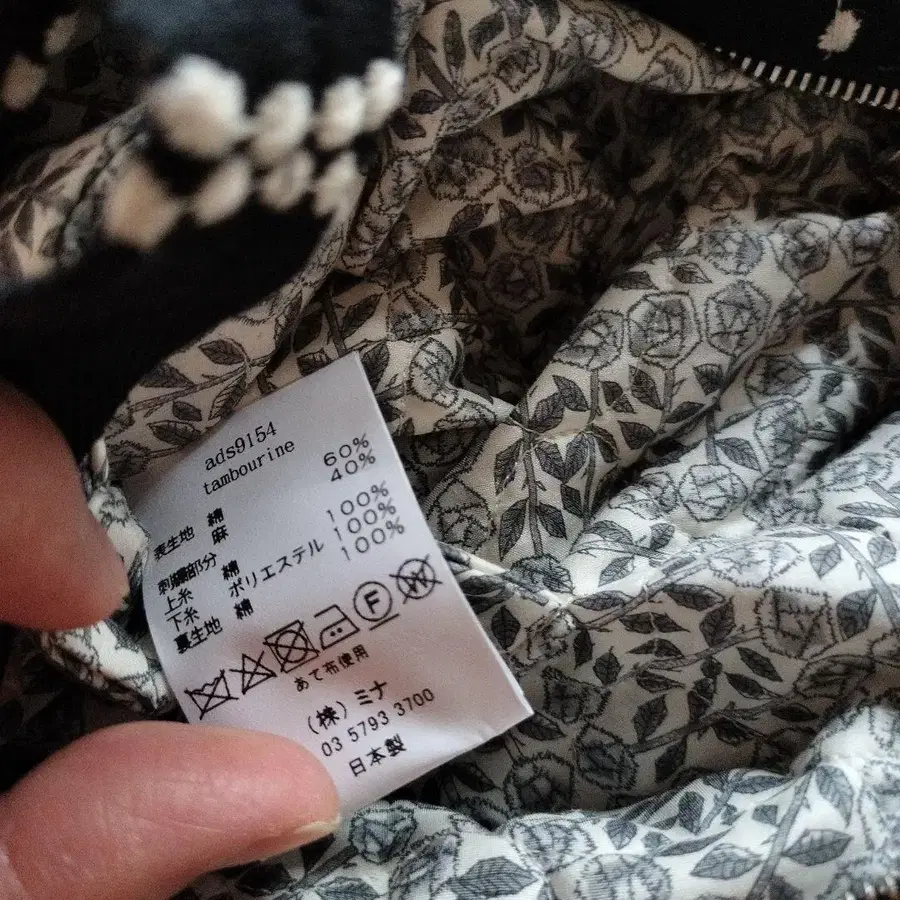 ads9154
tambourine
表生地 綿 60%
麻 40%
刺繍部分
上糸 綿 100%
下糸 ポリエステル 100%
裏生地 綿 100%
F W
あて布使用
(株)ミナ
03 5793 3700
日本製